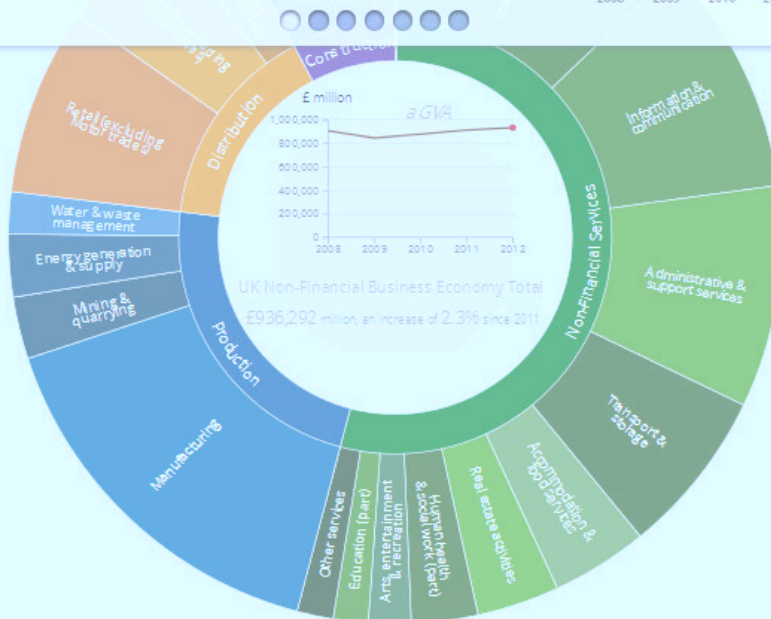 Construction
£ million
aGVA
1,000,000
800,000
600,000
400,000
200,000
0
2008
2009
2010
2011
2012
UK Non-Financial Business Economy Total
£936,292 million, an increase of 2.3% since 2011
Distribution
Production
Non-Financial Services
Information &
communication
Administrative &
support services
Transport &
storage
Accommodation &
food services
Real estate activities
Human health
& social work (part)
Arts, entertainment
& recreation
Education (part)
Other services
Manufacturing
Mining &
quarrying
Energy generation
& supply
Water & waste
management
Retail (excluding
Motor trades)